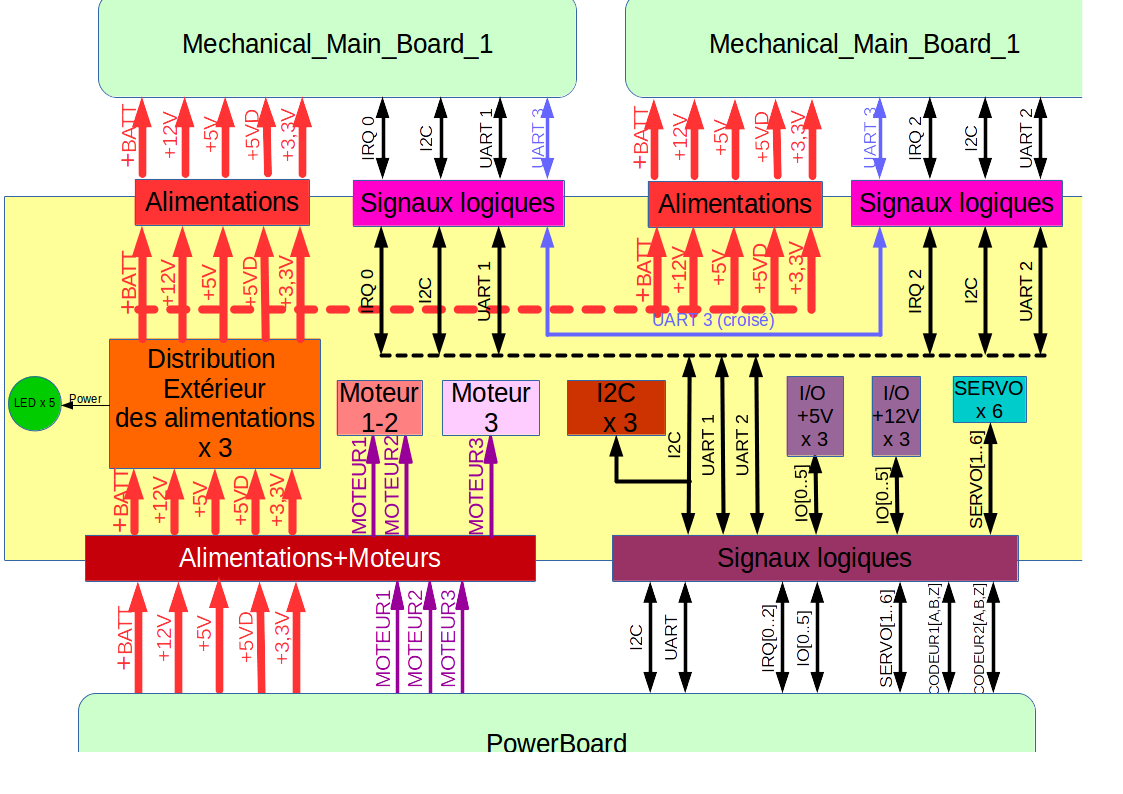 Mechanical_Main_Board_1
Mechanical_Main_Board_1
+BATT
+12V
+5V
+5VD
+3,3V
IRQ 0
I2C
UART 1
UART 3
+BATT
+12V
+5V
+5VD
+3,3V
UART 3
IRQ 2
I2C
UART 2
Alimentations
Signaux logiques
Alimentations
Signaux logiques
+BATT
+12V
+5V
+5VD
+3,3V
IRQ 0
I2C
UART 1
+BATT
+12V
+5V
+5VD
+3,3V
IRQ 2
I2C
UART 2
UART 3 (croisé)
Distribution
Extérieur
des alimentations
x 3
LED x 5
Power
Moteur
1-2
Moteur
3
I2C
x 3
I2C
UART 1
UART 2
I/O
+5V
x 3
I/O
+12V
x 3
SERVO
x 6
+BATT
+12V
+5V
+5VD
+3,3V
MOTEUR1
MOTEUR2
MOTEUR3
IO[0..5]
IO[0..5]
SERVO[1..6]
Alimentations+Moteurs
Signaux logiques
+BATT
+12V
+5V
+5VD
+3,3V
MOTEUR1
MOTEUR2
MOTEUR3
I2C
UART
IRQ[0..2]
IO[0..5]
SERVO[1..6]
CODEUR1[A,B,Z]
CODEUR2[A,B,Z]
PowerBoard